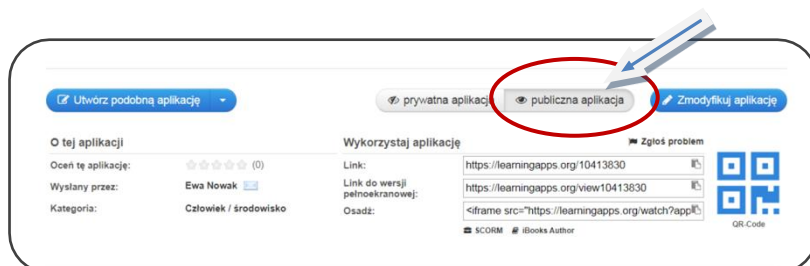 Utwórz podobną aplikację
prywatna aplikacja
publiczna aplikacja
Zmodyfikuj aplikację
O tej aplikacji
Oceń tę aplikację: (0)
Wysłany przez: Ewa Nowak
Kategoria: Człowiek / środowisko
Wykorzystaj aplikację
Zgłoś problem
Link: https://learningapps.org/10413830
Link do wersji
pełnoekranowej: https://learningapps.org/view10413830
Osadź: <iframe src="https://learningapps.org/watch?app
SCORM iBooks Author
QR-Code